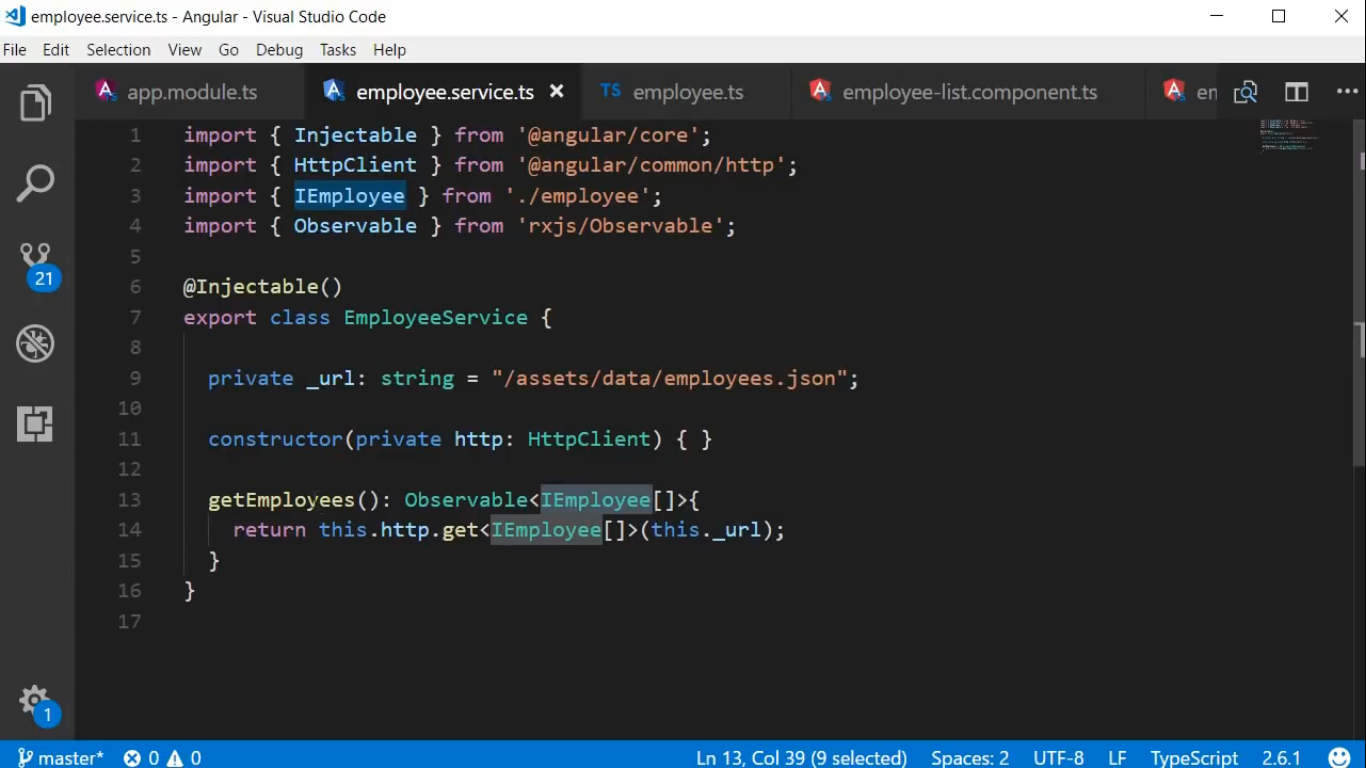 employee.service.ts - Angular - Visual Studio Code
File Edit Selection View Go Debug Tasks Help
app.module.ts employee.service.ts TS employee.ts employee-list.component.ts en
1 import { Injectable } from '@angular/core';
2 import { HttpClient } from '@angular/common/http';
3 import { IEmployee } from './employee';
4 import { Observable } from 'rxjs/Observable';
5
6 @Injectable()
7 export class EmployeeService {
8
9 private _url: string = "/assets/data/employees.json";
10
11 constructor(private http: HttpClient) { }
12
13 getEmployees(): Observable<IEmployee[]>{
14 return this.http.get<IEmployee[]>(this._url);
15 }
16 }
17
21
1
master* 0 0 Ln 13, Col 39 (9 selected) Spaces: 2 UTF-8 LF TypeScript 2.6.1